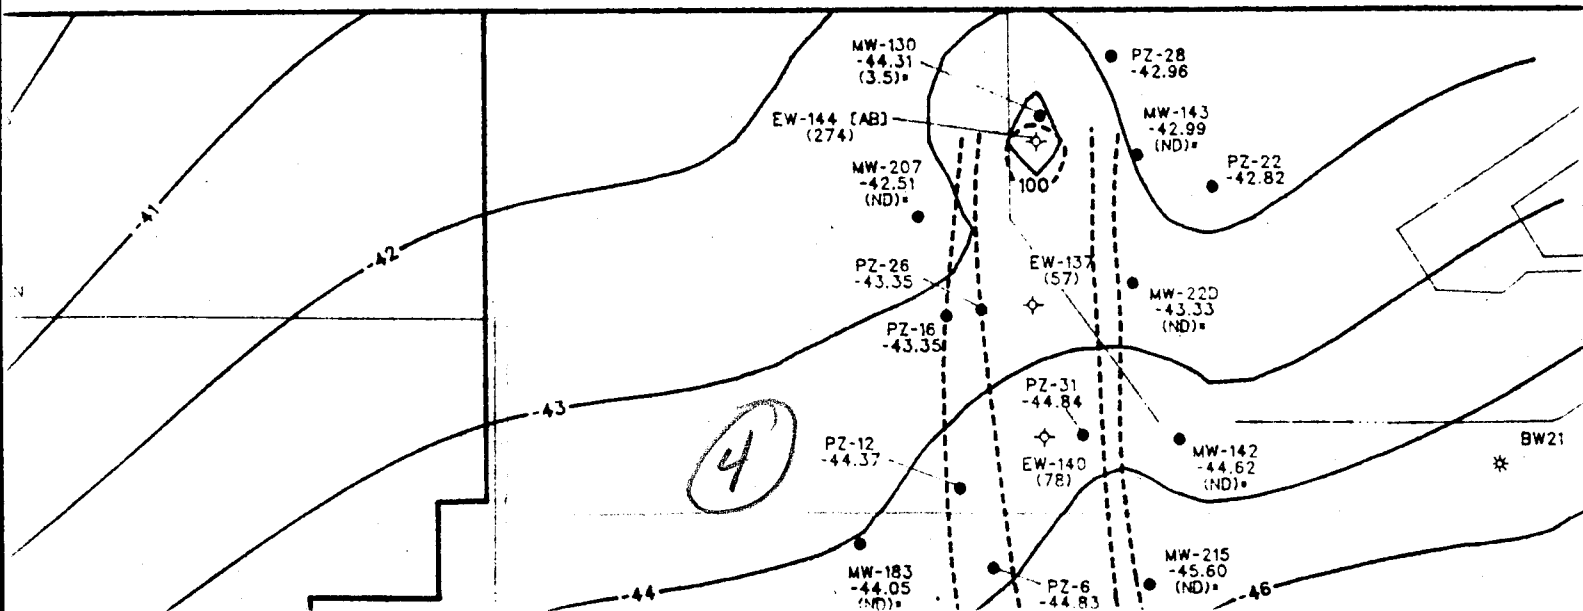 MW-130
-44.31
(3.5)*
PZ-28
-42.96
EW-144 [AB]
(274)
MW-143
-42.99
(ND)*
MW-207
-42.51
(ND)*
PZ-22
-42.82
100
-41
-42
PZ-26
-43.35
EW-137
(57)
N
MW-22D
-43.33
(ND)*
PZ-16
-43.35
PZ-31
-44.84
-43
4
PZ-12
-44.37
EW-140
(78)
MW-142
-44.62
(ND)*
BW21
MW-183
-44.05
(ND)*
PZ-6
-44.83
MW-215
-45.60
(ND)*
-44
-46